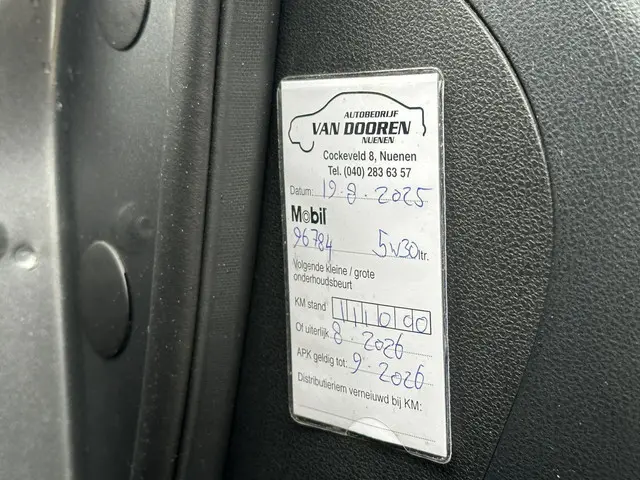 AUTOBEDRIJF
VAN DOOREN
NUENEN
Cockeveld 8, Nuenen
Tel. (040) 283 63 57
Datum: 19.8.2025
Mobil
96784 5w30 ltr.
Volgende kleine / grote
onderhoudsbeurt
KM stand 111000
Of uiterlijk 8.2026
APK geldig tot: 9.2026
Distributieriem vernieuwd bij KM: